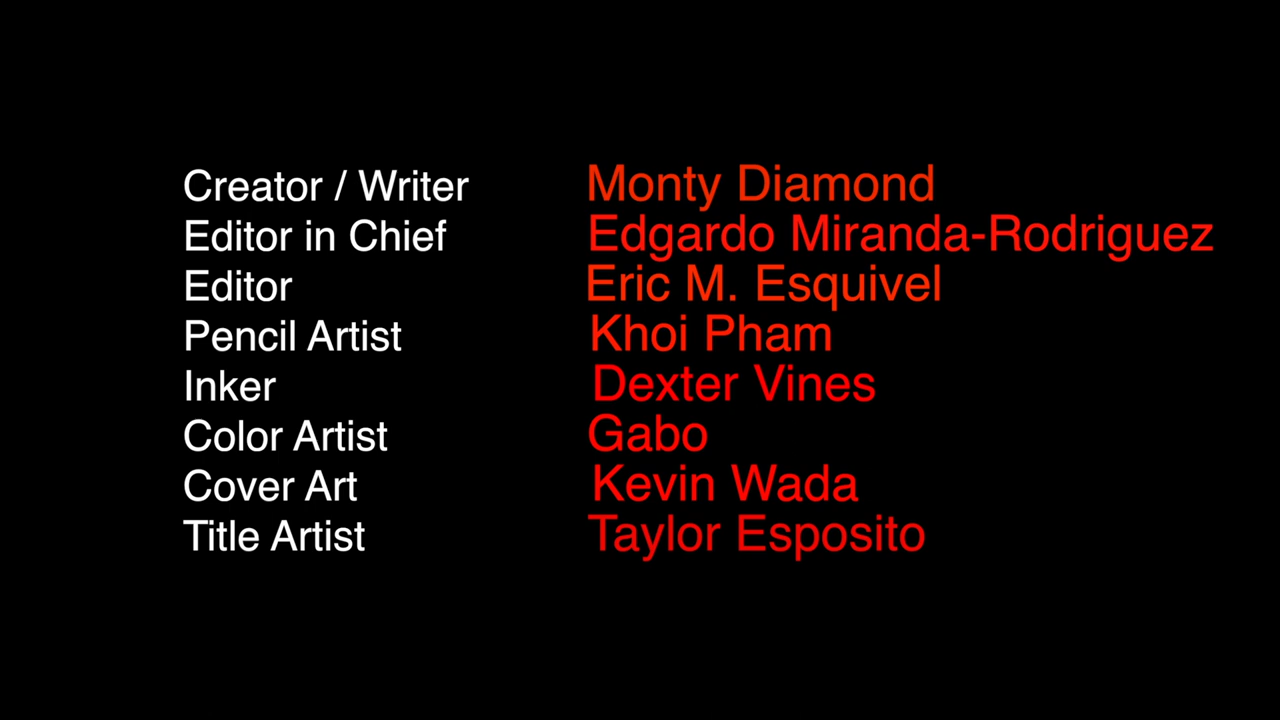 Creator / Writer Monty Diamond
Editor in Chief Edgardo Miranda-Rodriguez
Editor Eric M. Esquivel
Pencil Artist Khoi Pham
Inker Dexter Vines
Color Artist Gabo
Cover Art Kevin Wada
Title Artist Taylor Esposito